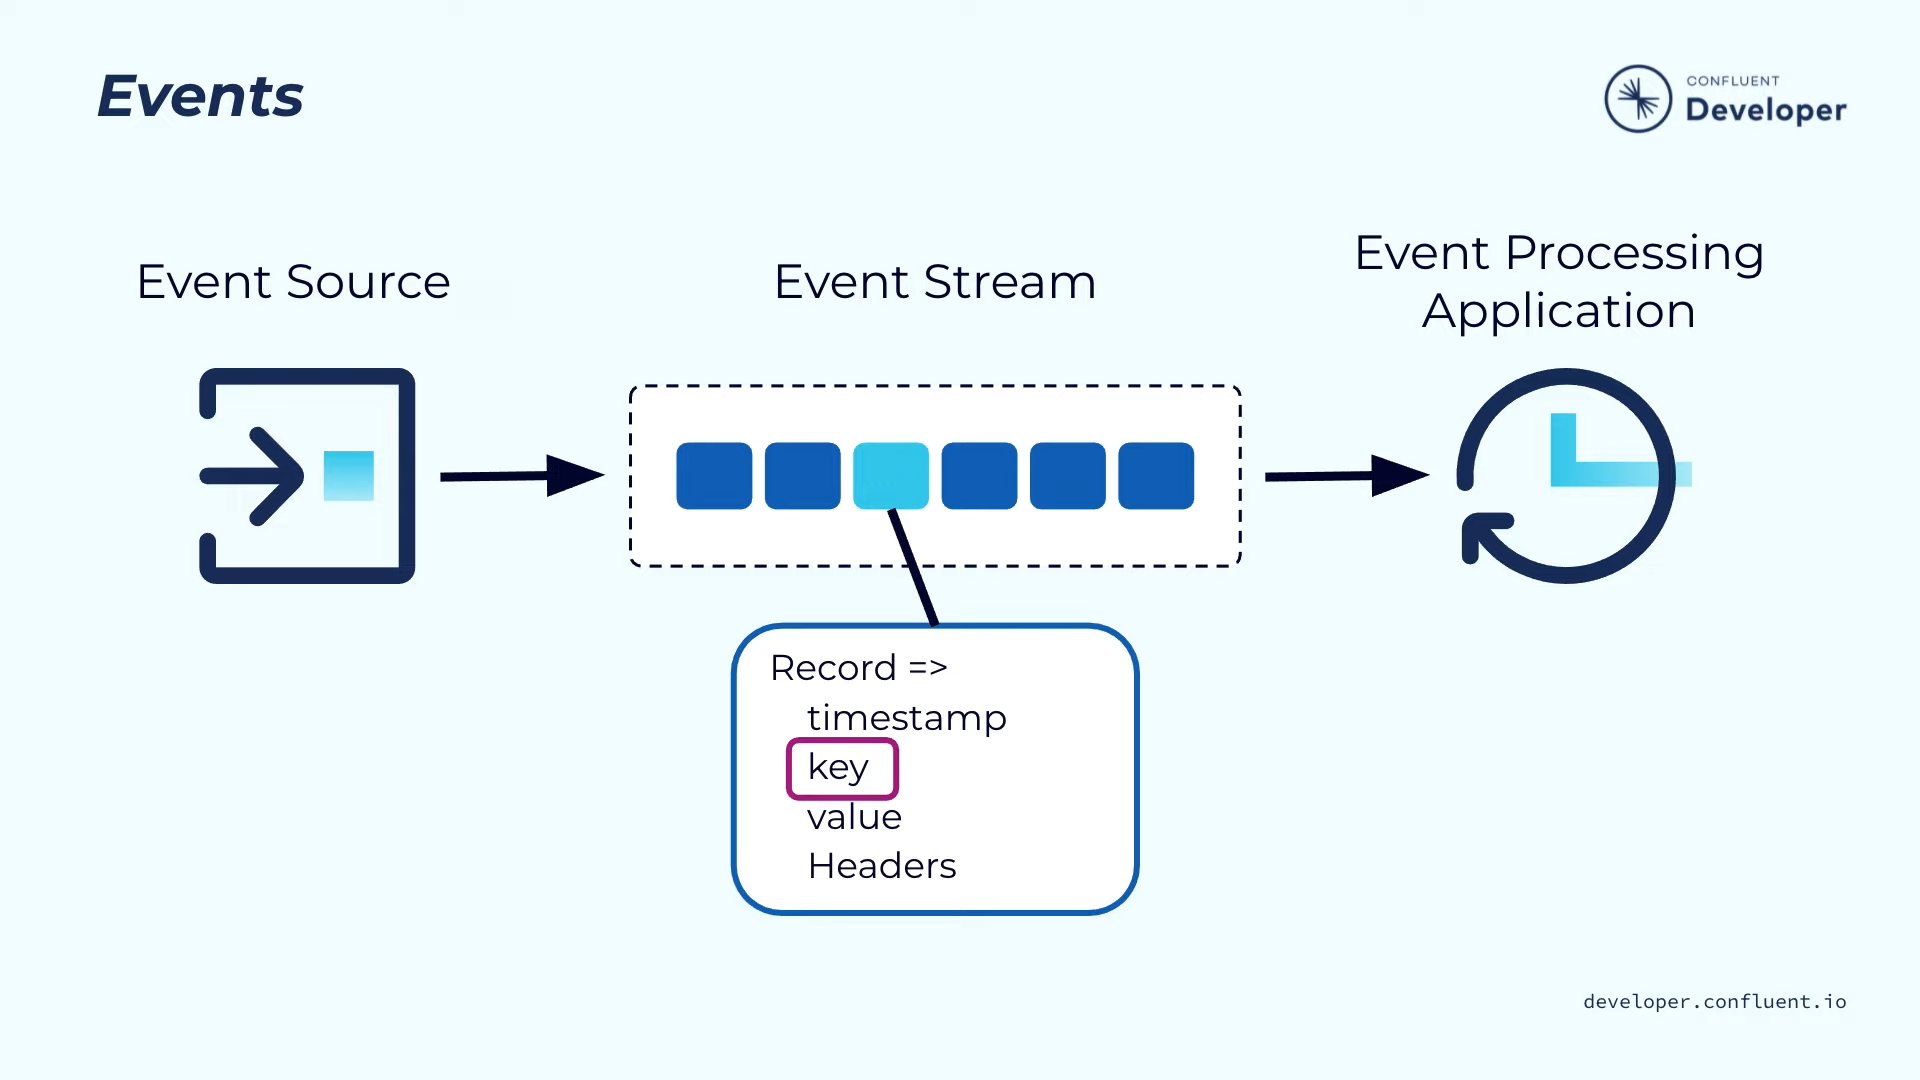 Events
CONFLUENT
Developer
Event Source
Event Stream
Event Processing
Application
Record =>
timestamp
key
value
Headers
developer.confluent.io